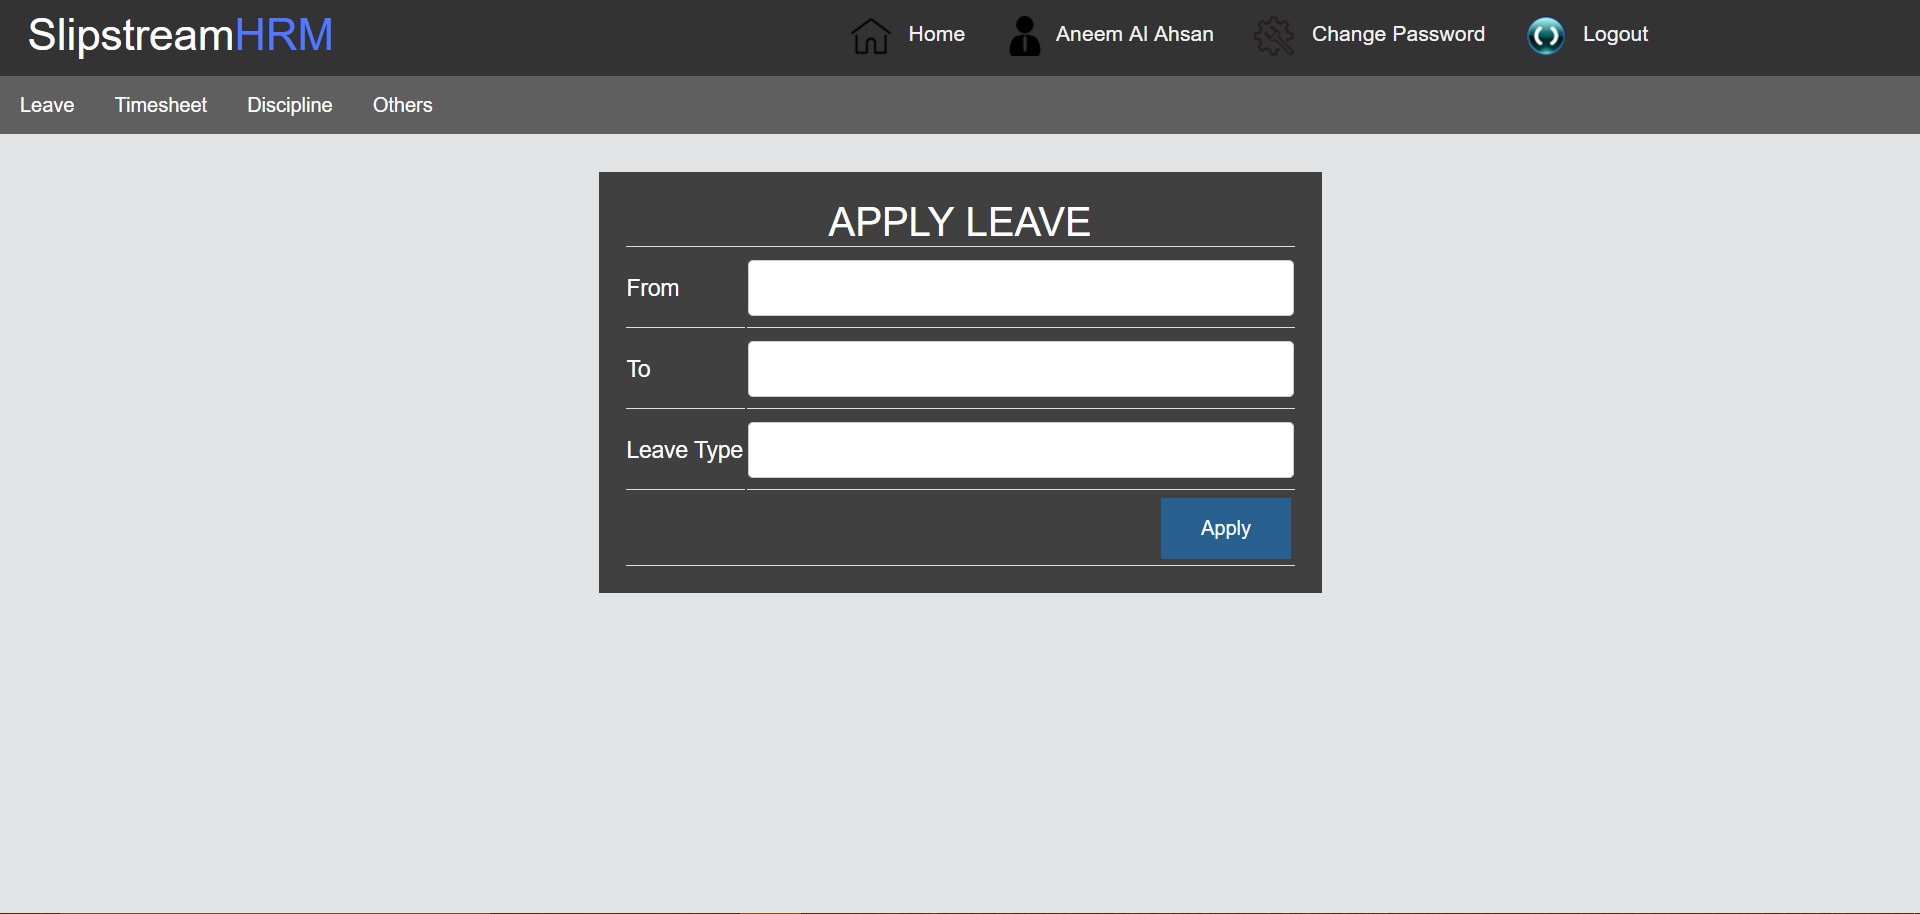 SlipstreamHRM
Home
Aneem Al Ahsan
Change Password
Logout
Leave
Timesheet
Discipline
Others
APPLY LEAVE
From
To
Leave Type
Apply